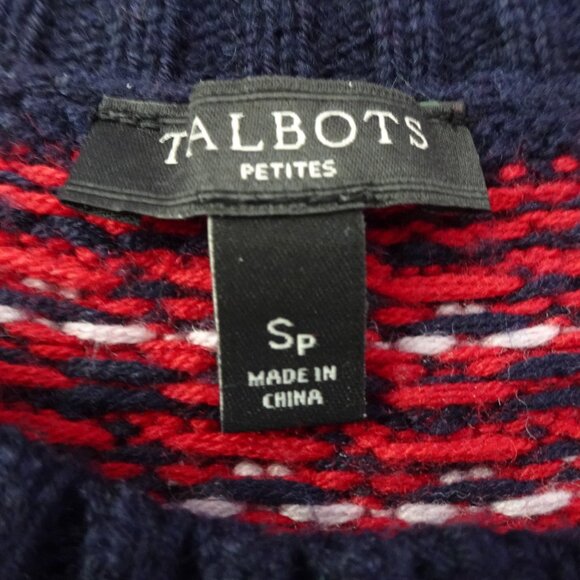 TALBOTS
PETITES
SP
MADE IN
CHINA